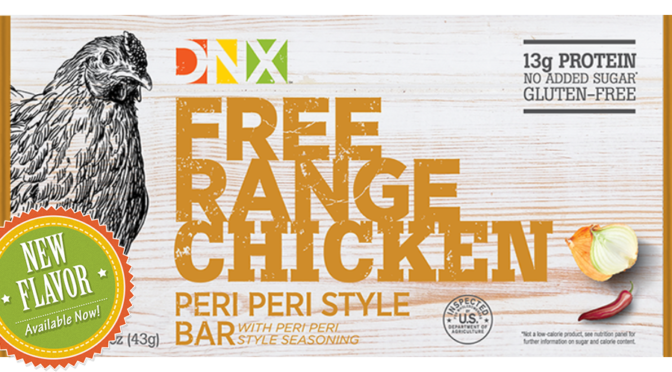 DNX
13g PROTEIN
NO ADDED SUGAR*
GLUTEN-FREE
FREE
RANGE
CHICKEN
PERI PERI STYLE
BAR WITH PERI PERI
STYLE SEASONING
NEW
FLAVOR
Available Now!
oz (43g)
INSPECTED
U.S.
DEPARTMENT OF
AGRICULTURE
*Not a low-calorie product, see nutrition panel for
further information on sugar and calorie content.